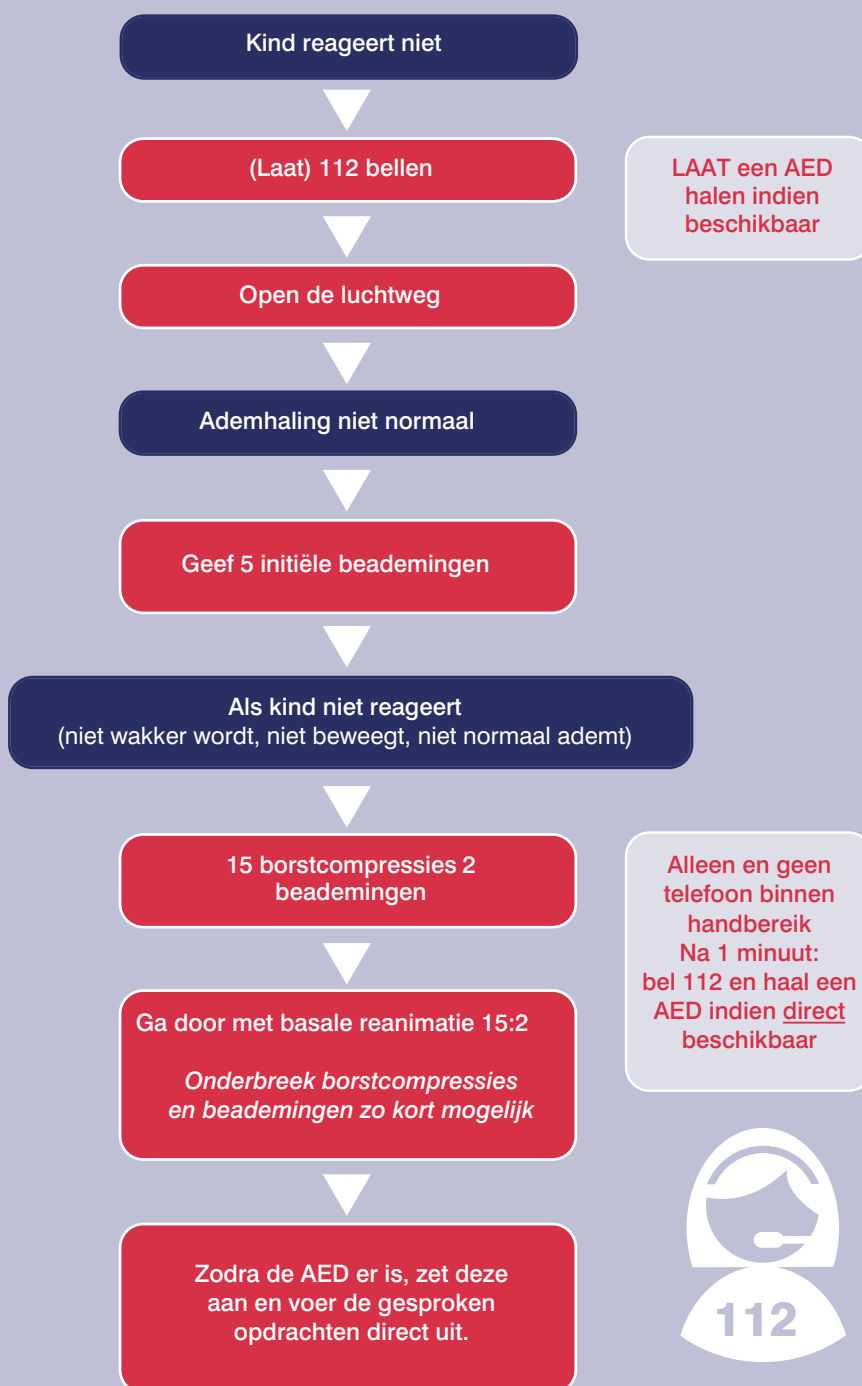 Kind reageert niet
(Laat) 112 bellen
LAAT een AED
halen indien
beschikbaar
Open de luchtweg
Ademhaling niet normaal
Geef 5 initiële beademingen
Als kind niet reageert
(niet wakker wordt, niet beweegt, niet normaal ademt)
15 borstcompressies 2
beademingen
Alleen en geen
telefoon binnen
handbereik
Na 1 minuut:
bel 112 en haal een
AED indien direct
beschikbaar
Ga door met basale reanimatie 15:2
Onderbreek borstcompressies
en beademingen zo kort mogelijk
Zodra de AED er is, zet deze
aan en voer de gesproken
opdrachten direct uit.
112